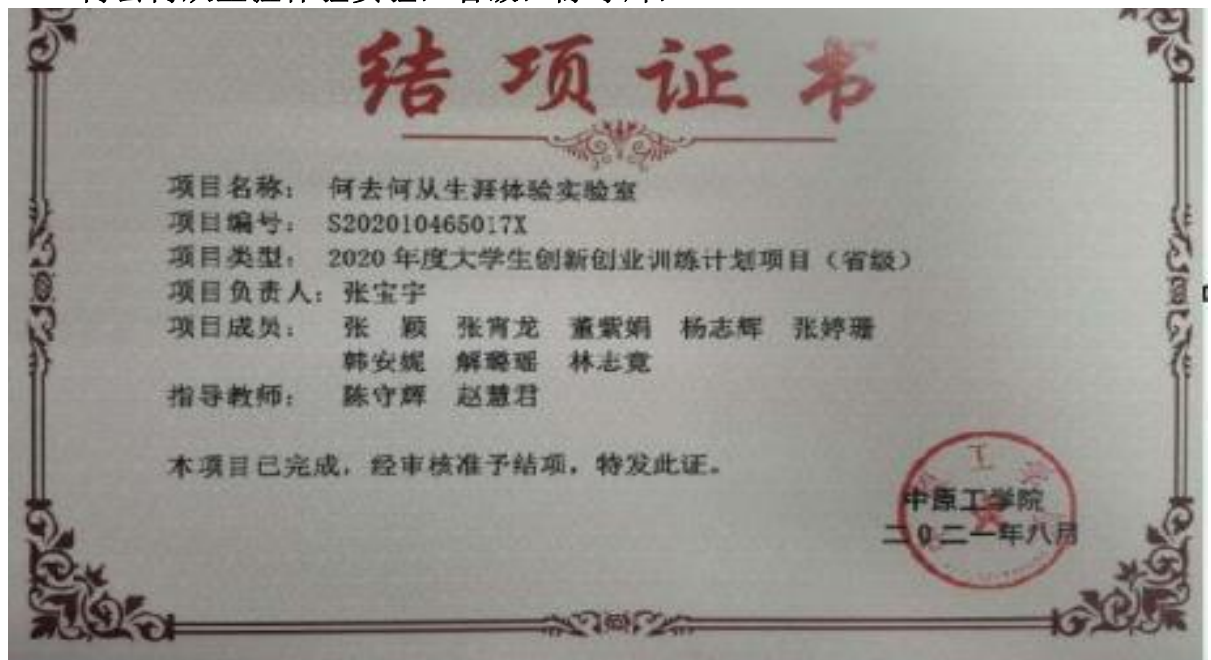 结项证书
项目名称： 何去何从生涯体验实验室
项目编号： S202010465017X
项目类型： 2020 年度大学生创新创业训练计划项目（省级）
项目负责人：张宝宇
项目成员： 张 颖 张宵龙 董紫娟 杨志辉 张婷珊
韩安妮 解璐瑶 林志竟
指导教师： 陈守辉 赵慧君
本项目已完成，经审核准予结项，特发此证。
中原工学院
二0二一年八月